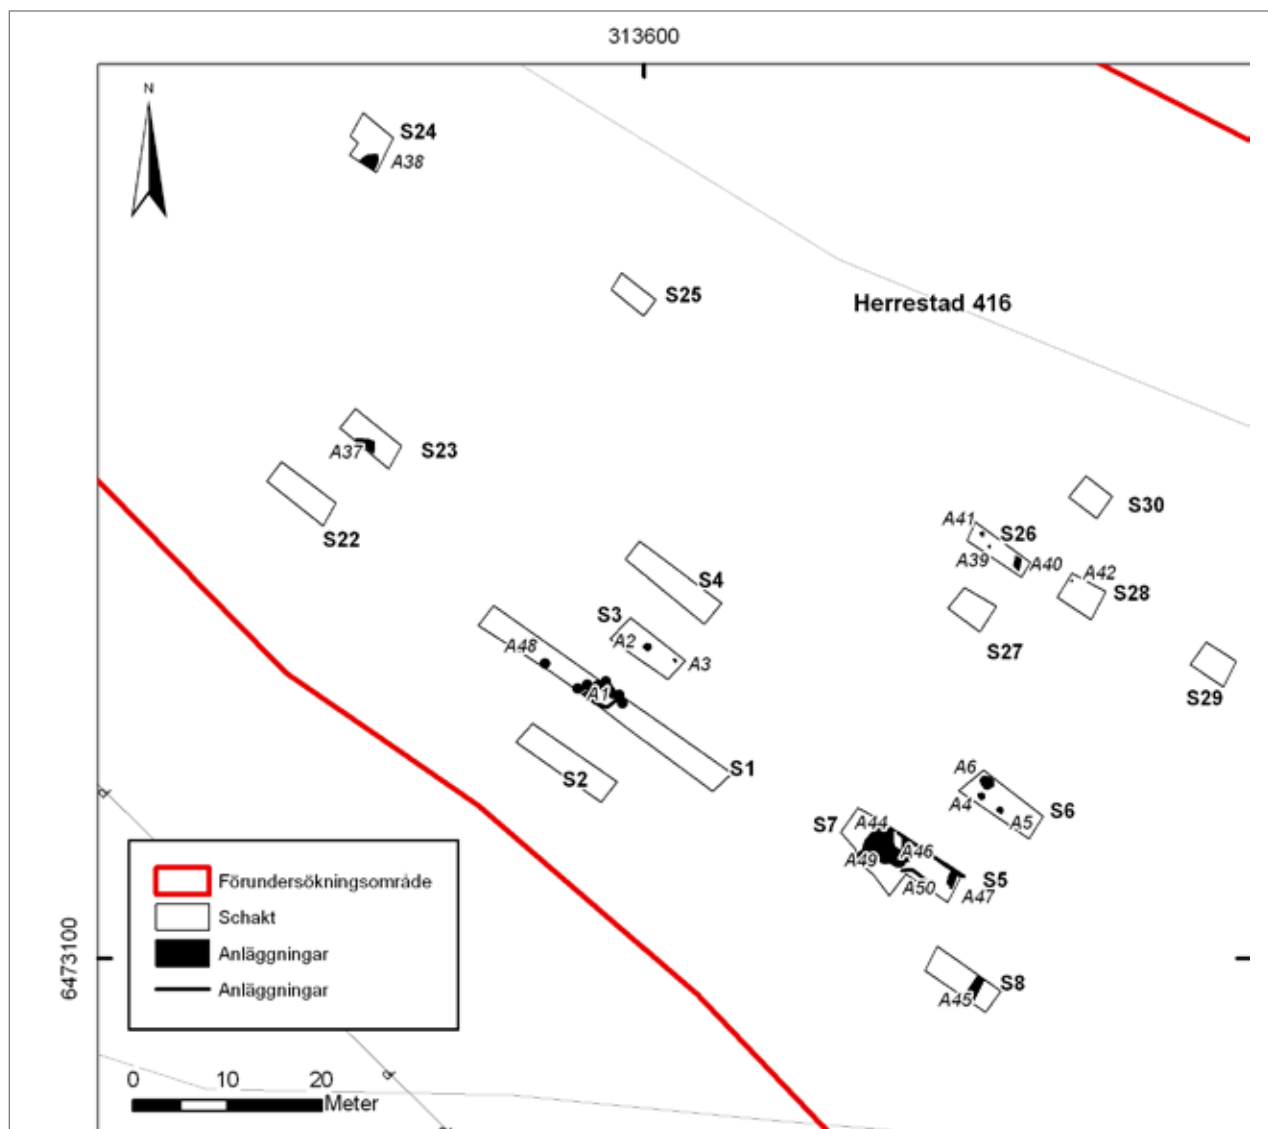 313600
N
S24
A38
S25
Herrestad 416
A37
S23
S22
S30
A41
S26
A39
A40
A42
S28
S4
S27
S3
A2
A3
A48
A1
S29
S1
S2
A6
A4
A5
S6
S7
A44
A46
A49
S5
A50
A47
S8
A45
6473100
Förundersökningsområde
Schakt
Anläggningar
Anläggningar
0 10 20
Meter